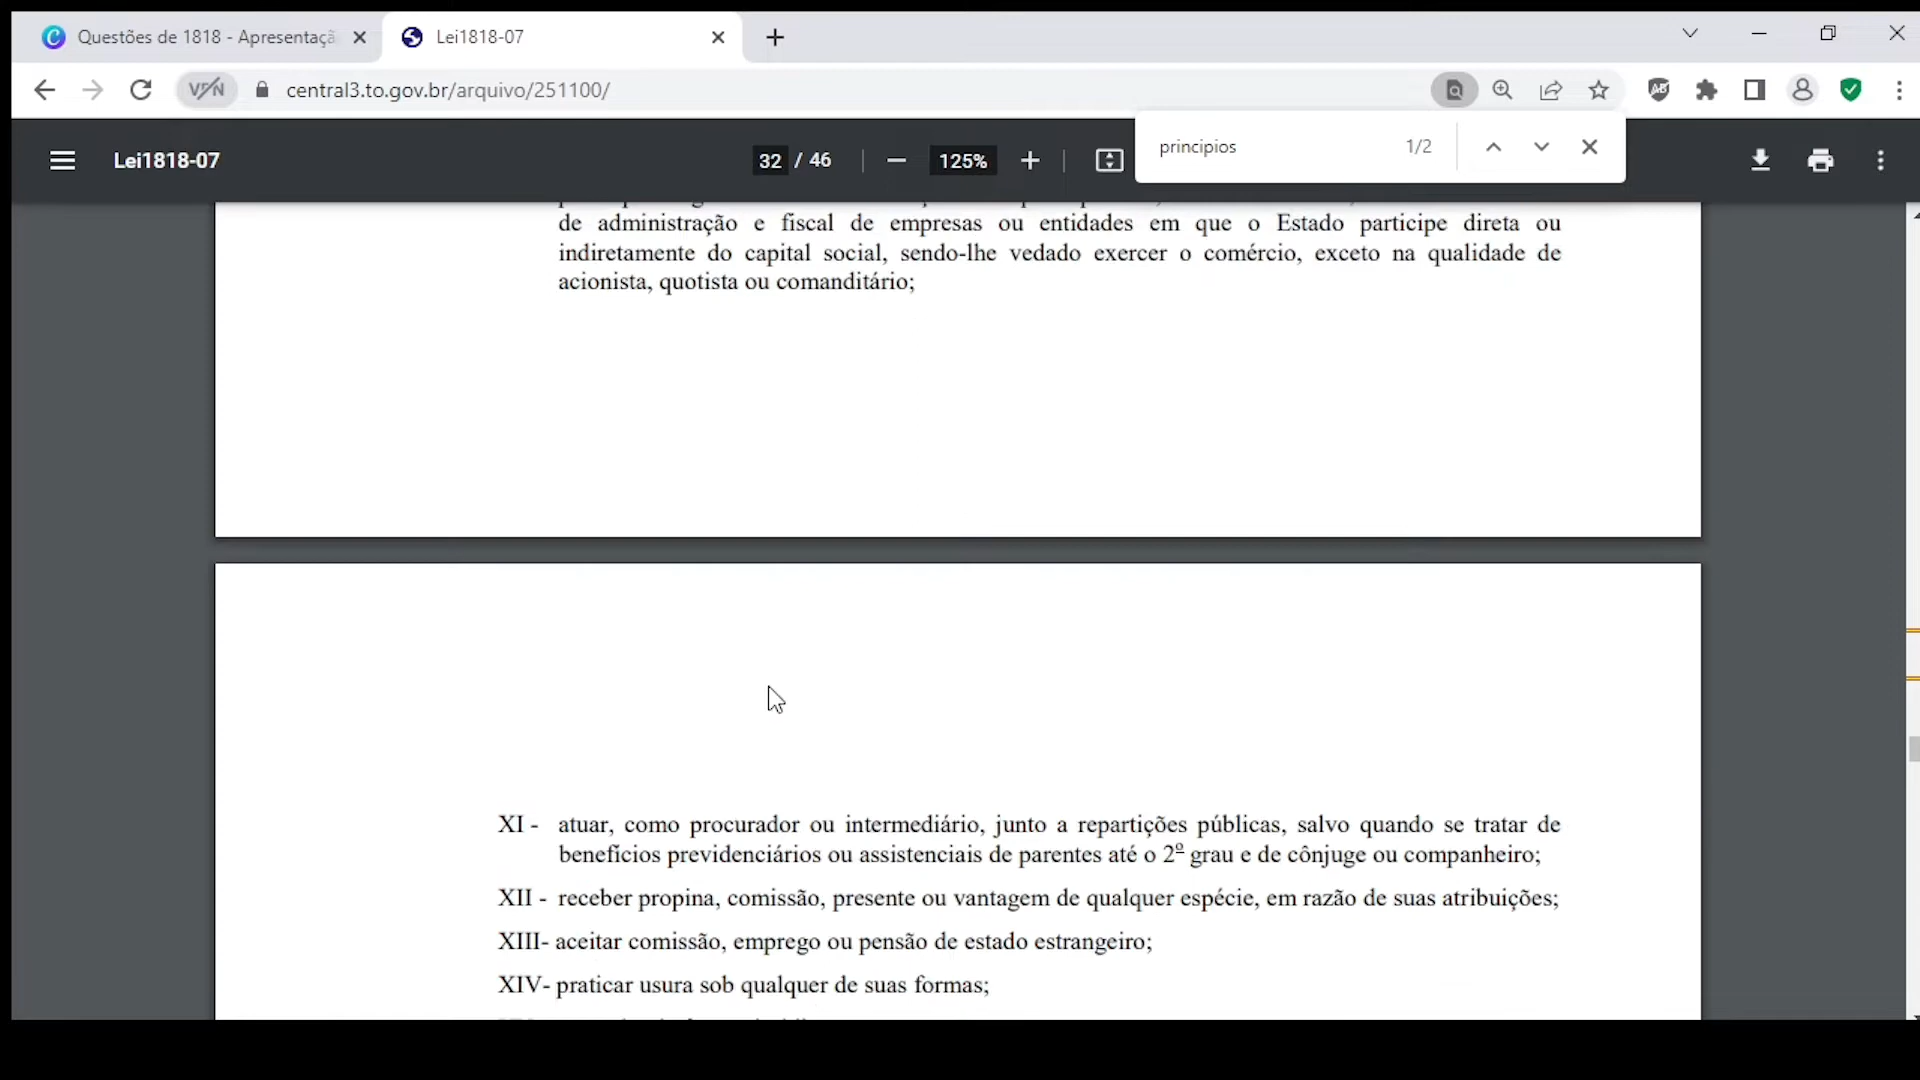 Questões de 1818 - Apresentaçã
Lei1818-07
VPN
central3.to.gov.br/arquivo/251100/
Lei1818-07
32 / 46
125%
principios
1/2
de administração e fiscal de empresas ou entidades em que o Estado participe direta ou
indiretamente do capital social, sendo-lhe vedado exercer o comércio, exceto na qualidade de
acionista, quotista ou comanditário;
XI - atuar, como procurador ou intermediário, junto a repartições públicas, salvo quando se tratar de
benefícios previdenciários ou assistenciais de parentes até o 2º grau e de cônjuge ou companheiro;
XII - receber propina, comissão, presente ou vantagem de qualquer espécie, em razão de suas atribuições;
XIII- aceitar comissão, emprego ou pensão de estado estrangeiro;
XIV- praticar usura sob qualquer de suas formas;